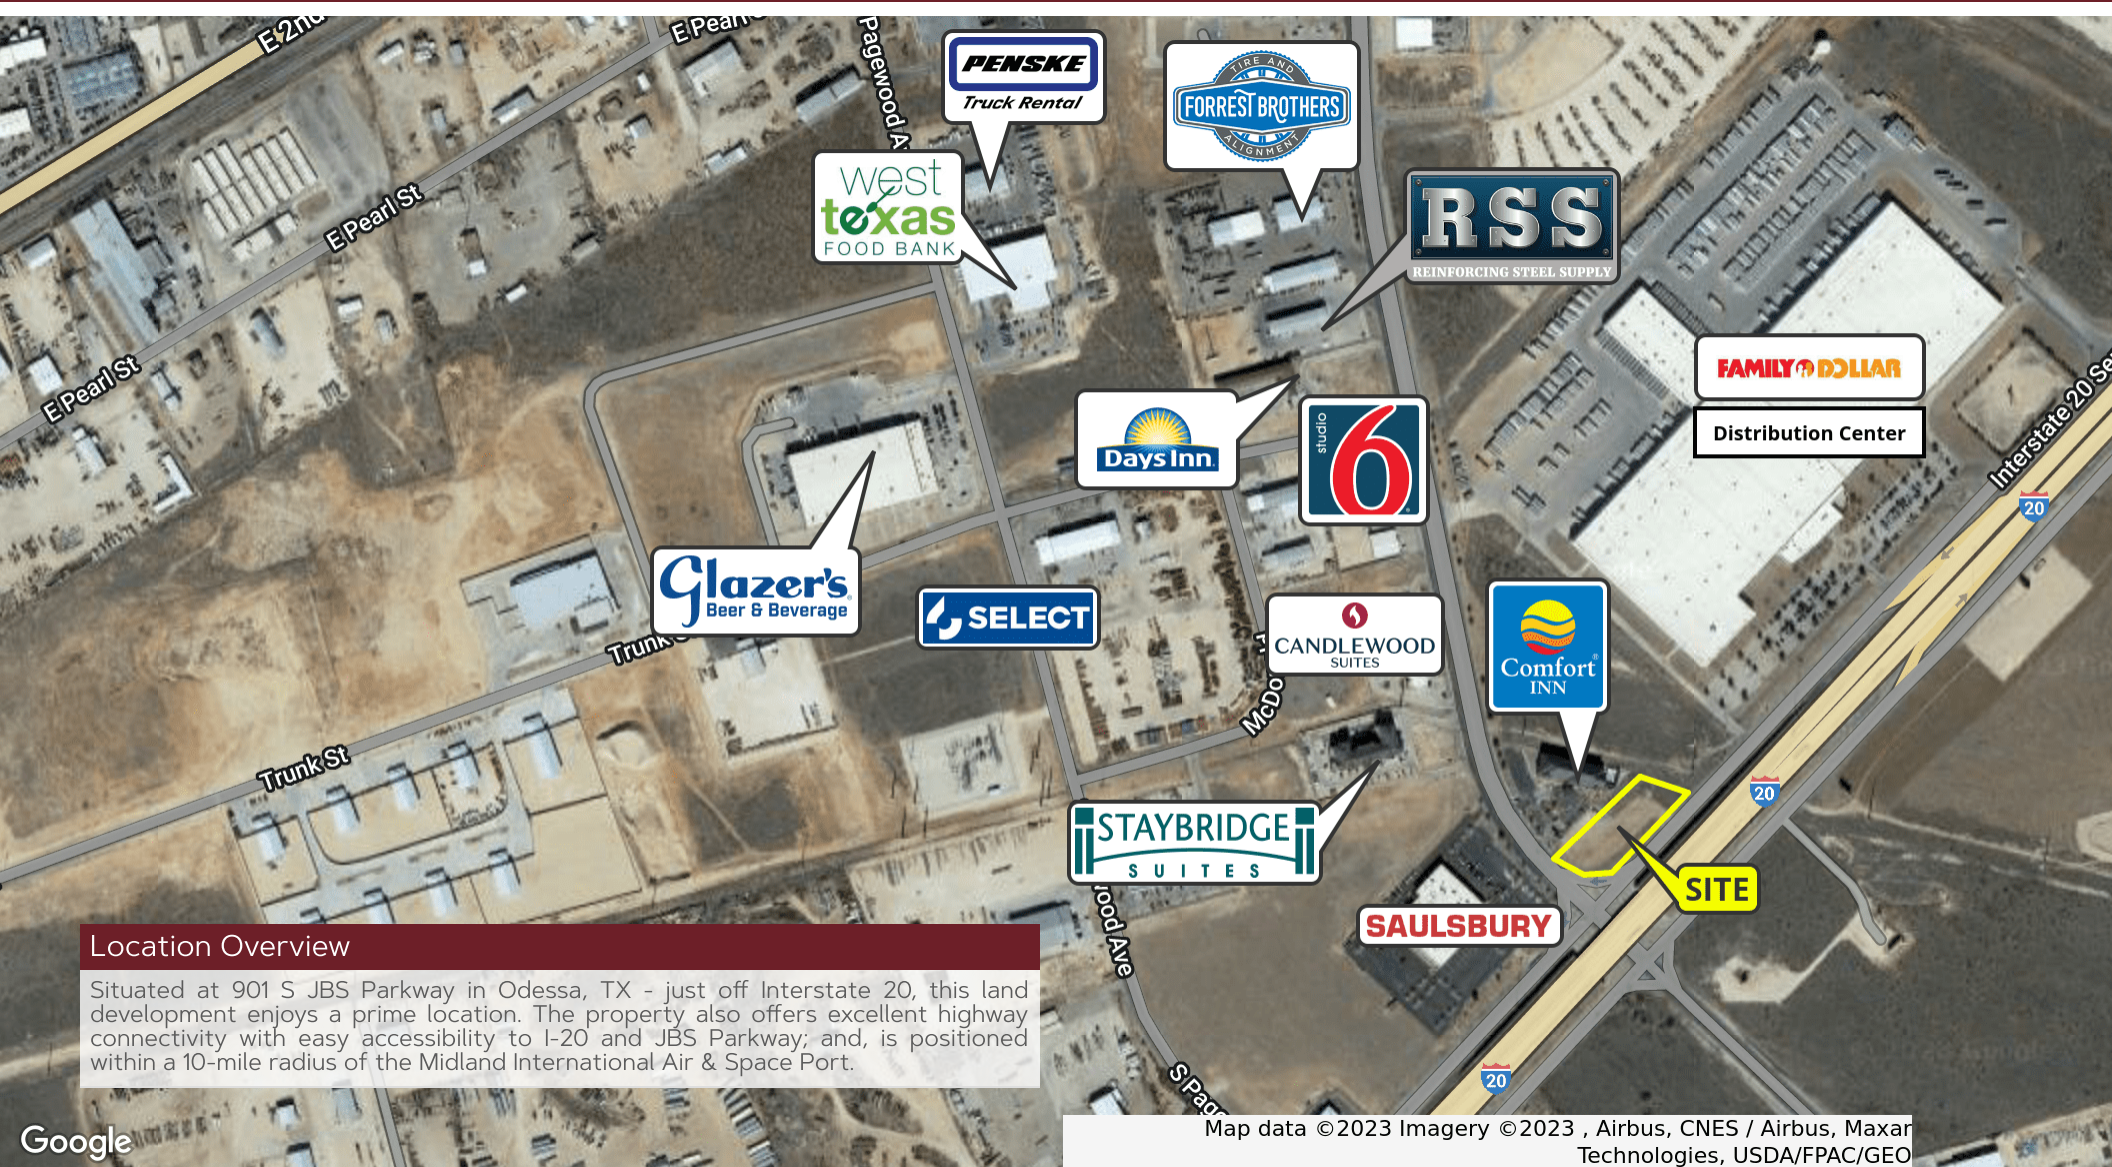 E 2nd
E Pearl S
Pagewood A
PENSKE
Truck Rental
TIRE AND
FORREST BROTHERS
ALIGNMENT
west
texas
FOOD BANK
E Pearl St
RSS
REINFORCING STEEL SUPPLY
E Pearl St
FAMILY DOLLAR
Distribution Center
Interstate 20 Se
20
Days Inn
studio
6
Glazer's
Beer & Beverage
SELECT
Trunk S
CANDLEWOOD
SUITES
Comfort
INN
McDo
Trunk St
20
STAYBRIDGE
SUITES
SITE
SAULSBURY
wood Ave
Location Overview
Situated at 901 S JBS Parkway in Odessa, TX - just off Interstate 20, this land
development enjoys a prime location. The property also offers excellent highway
connectivity with easy accessibility to I-20 and JBS Parkway; and, is positioned
within a 10-mile radius of the Midland International Air & Space Port.
20
S Page
Google
Map data ©2023 Imagery ©2023 , Airbus, CNES / Airbus, Maxar
Technologies, USDA/FPAC/GEO